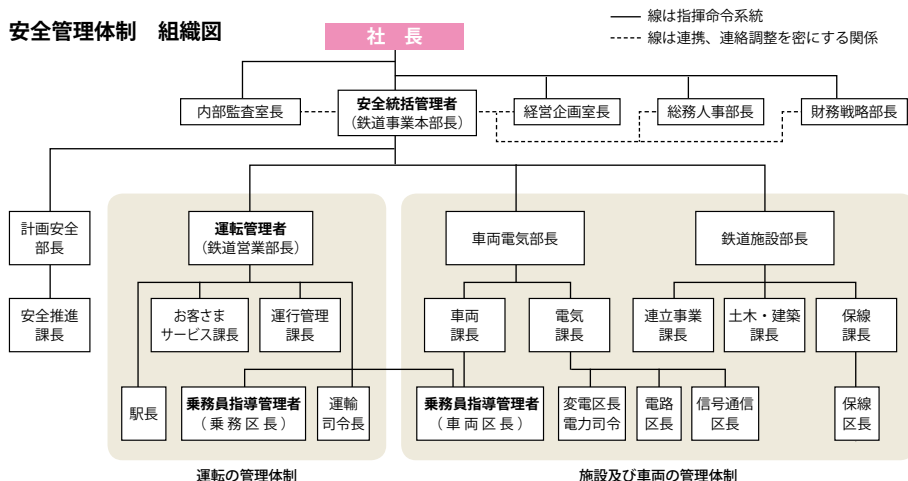 安全管理体制 組織図
線は指揮命令系統
線は連携、連絡調整を密にする関係
社 長
内部監査室長
安全統括管理者
(鉄道事業本部長)
経営企画室長
総務人事部長
財務戦略部長
計画安全
部長
運転管理者
(鉄道営業部長)
車両電気部長
鉄道施設部長
安全推進
課長
お客さま
サービス課長
運行管理
課長
車両
課長
電気
課長
連立事業
課長
土木・建築
課長
保線
課長
駅長
乗務員指導管理者
(乗務区長)
運輸
司令長
乗務員指導管理者
(車両区長)
変電区長
電力司令
電路
区長
信号通信
区長
保線
区長
運転の管理体制
施設及び車両の管理体制